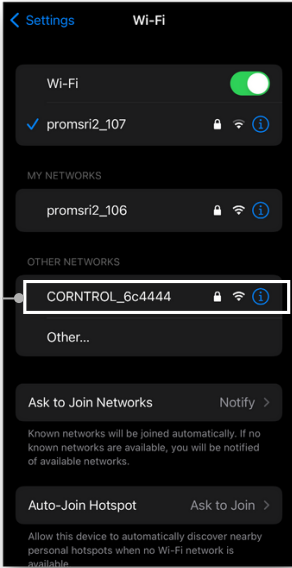 Settings Wi-Fi
Wi-Fi
promsri2_107
MY NETWORKS
promsri2_106
OTHER NETWORKS
CORNTROL_6c4444
Other...
Ask to Join Networks Notify
Known networks will be joined automatically. If no
known networks are available, you will be notified
of available networks.
Auto-Join Hotspot Ask to Join
Allow this device to automatically discover nearby
personal hotspots when no Wi-Fi network is
available.